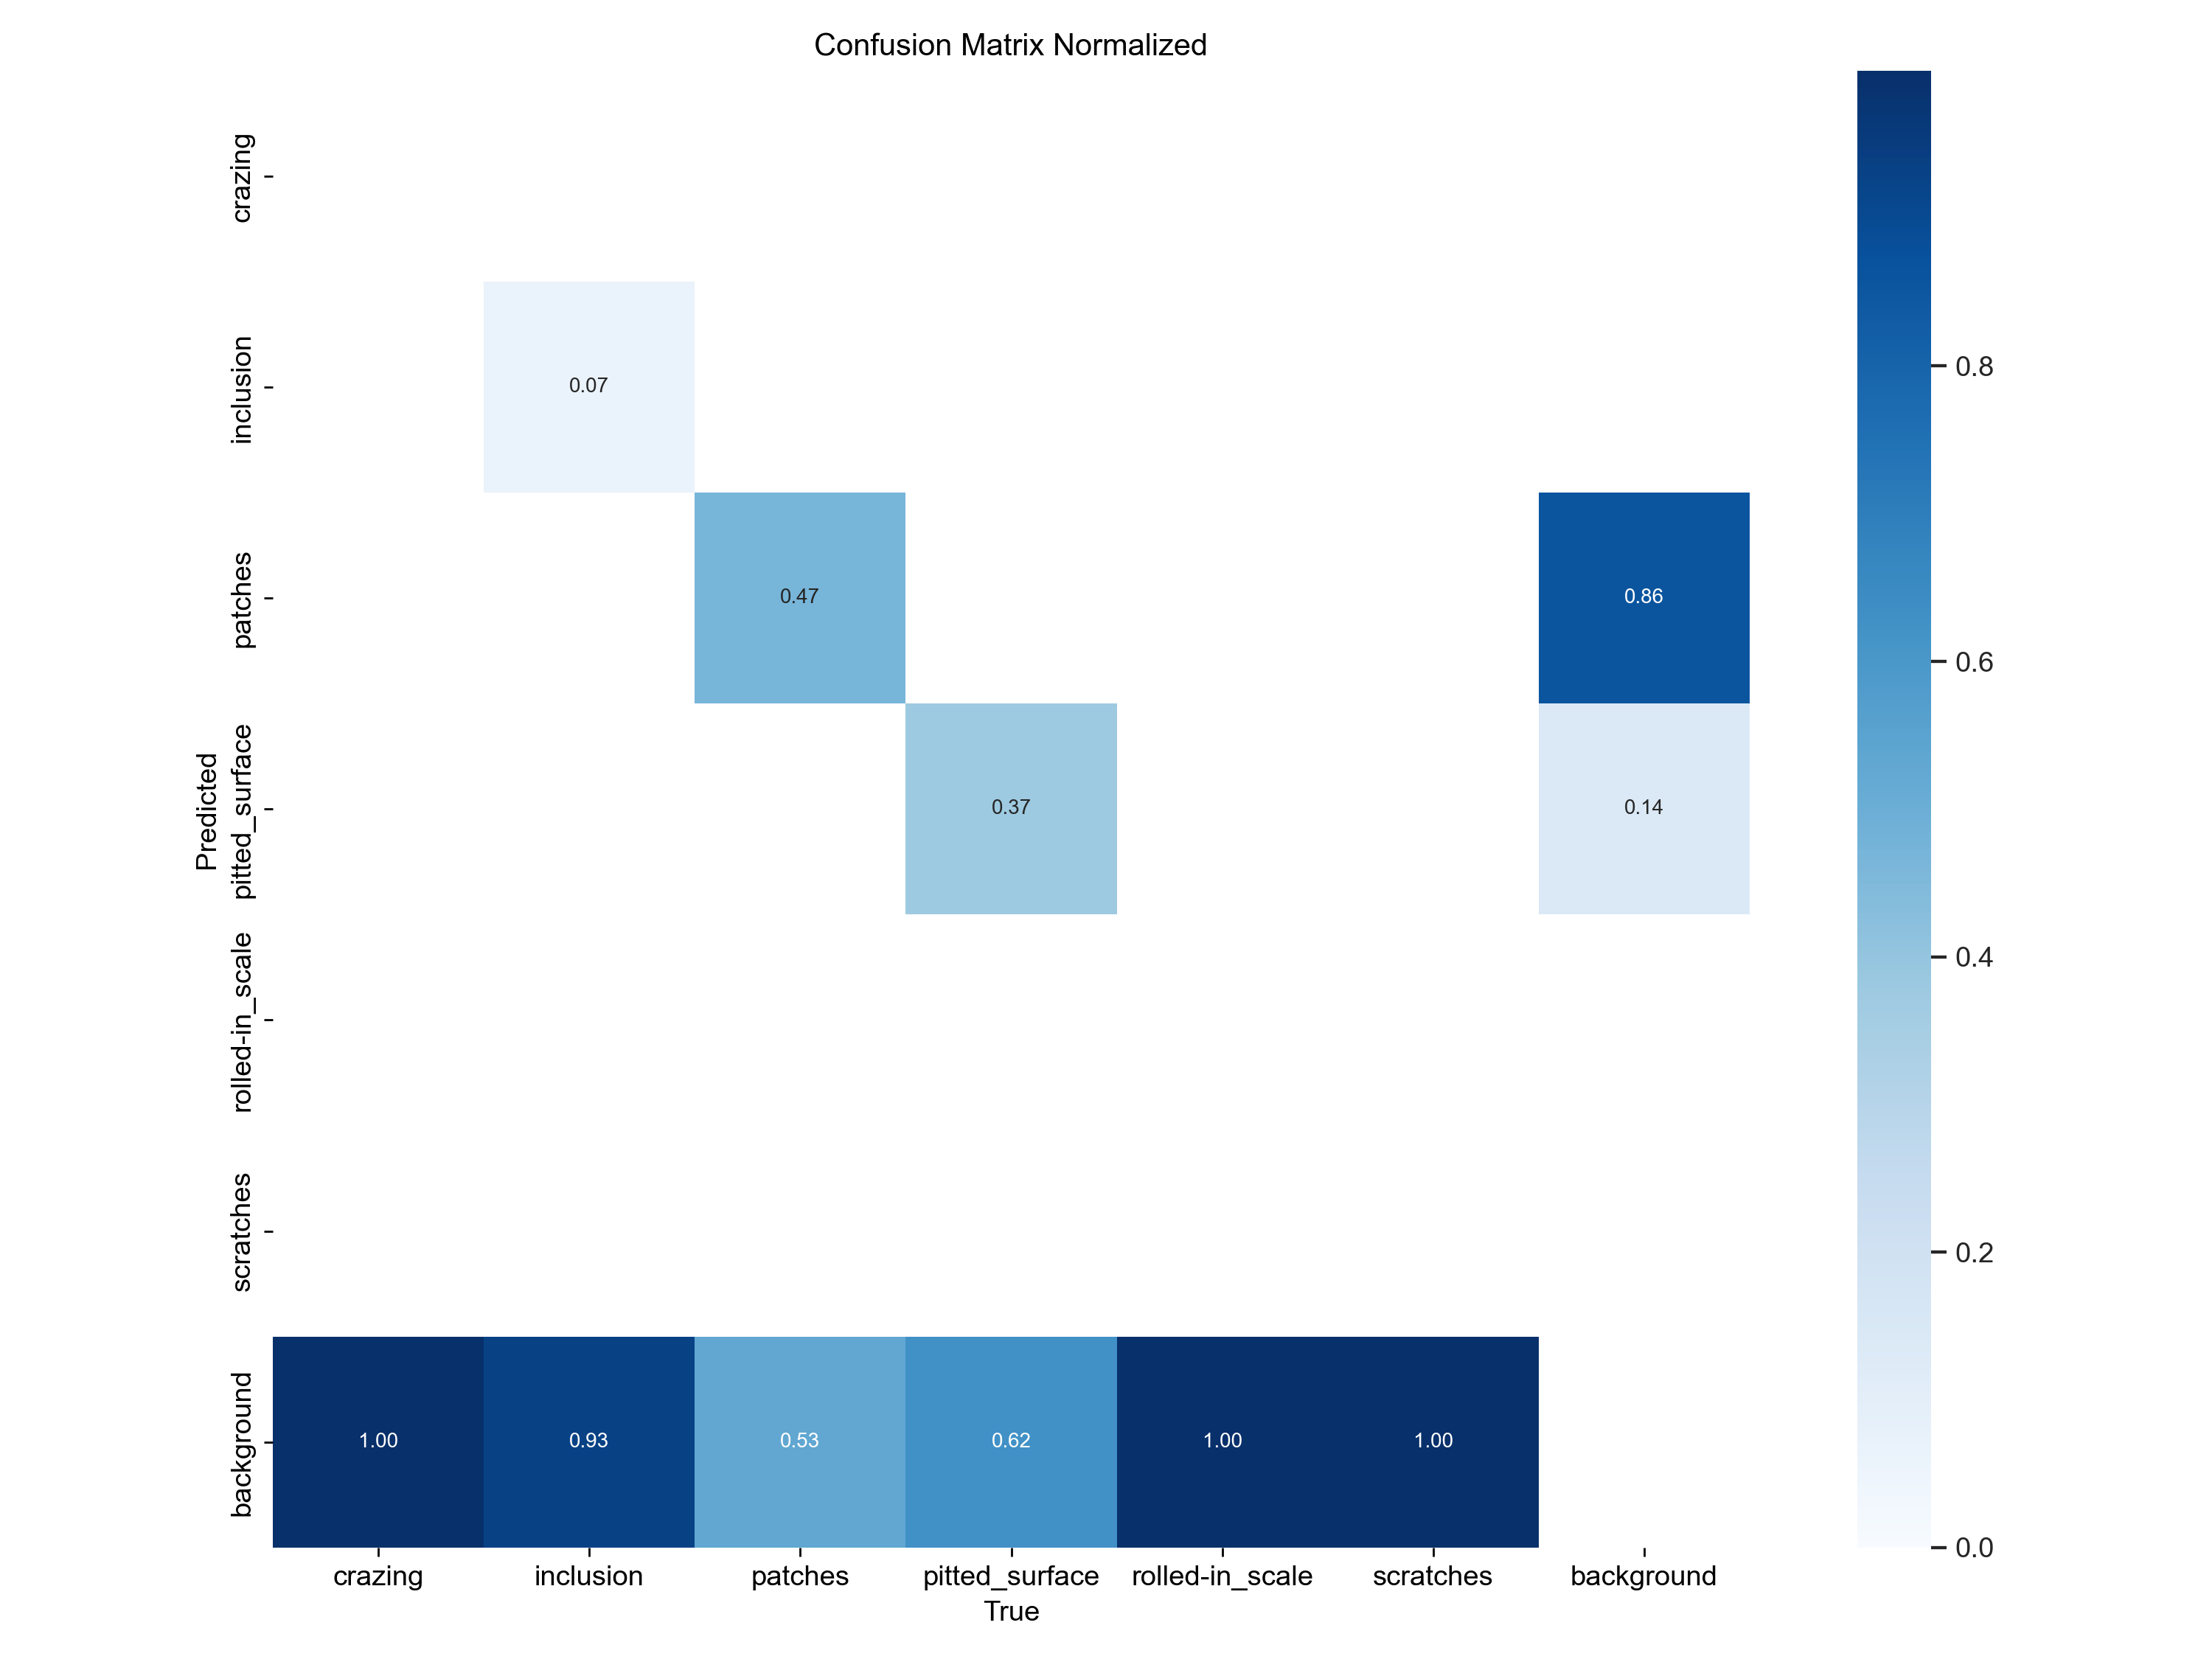 Confusion Matrix Normalized
crazing
inclusion
patches
pitted_surface
rolled-in_scale
scratches
background
Predicted
0.07
0.47
0.86
0.37
0.14
1.00
0.93
0.53
0.62
1.00
1.00
crazing
inclusion
patches
pitted_surface
rolled-in_scale
scratches
background
True
0.8
0.6
0.4
0.2
0.0